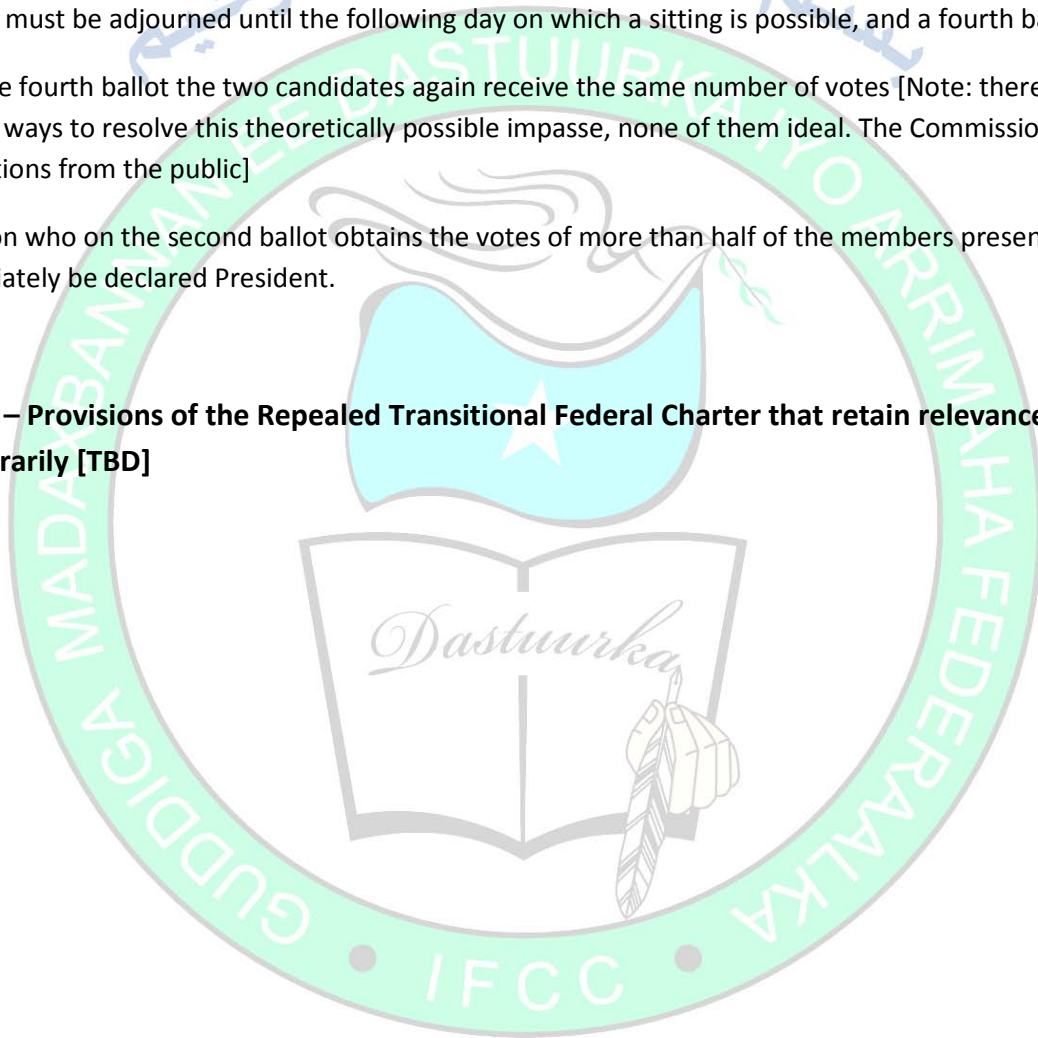 must be adjourned until the following day on which a sitting is possible, and a fourth ba
e fourth ballot the two candidates again receive the same number of votes [Note: there
ways to resolve this theoretically possible impasse, none of them ideal. The Commissio
tions from the public]
on who on the second ballot obtains the votes of more than half of the members presen
iately be declared President.
– Provisions of the Repealed Transitional Federal Charter that retain relevance
rarily [TBD]
GUDDIGA MADAXBANNANEE DASTUURKA IYO ARRIMAHA FEDERAALKA
Dastuurka
• IFCC •